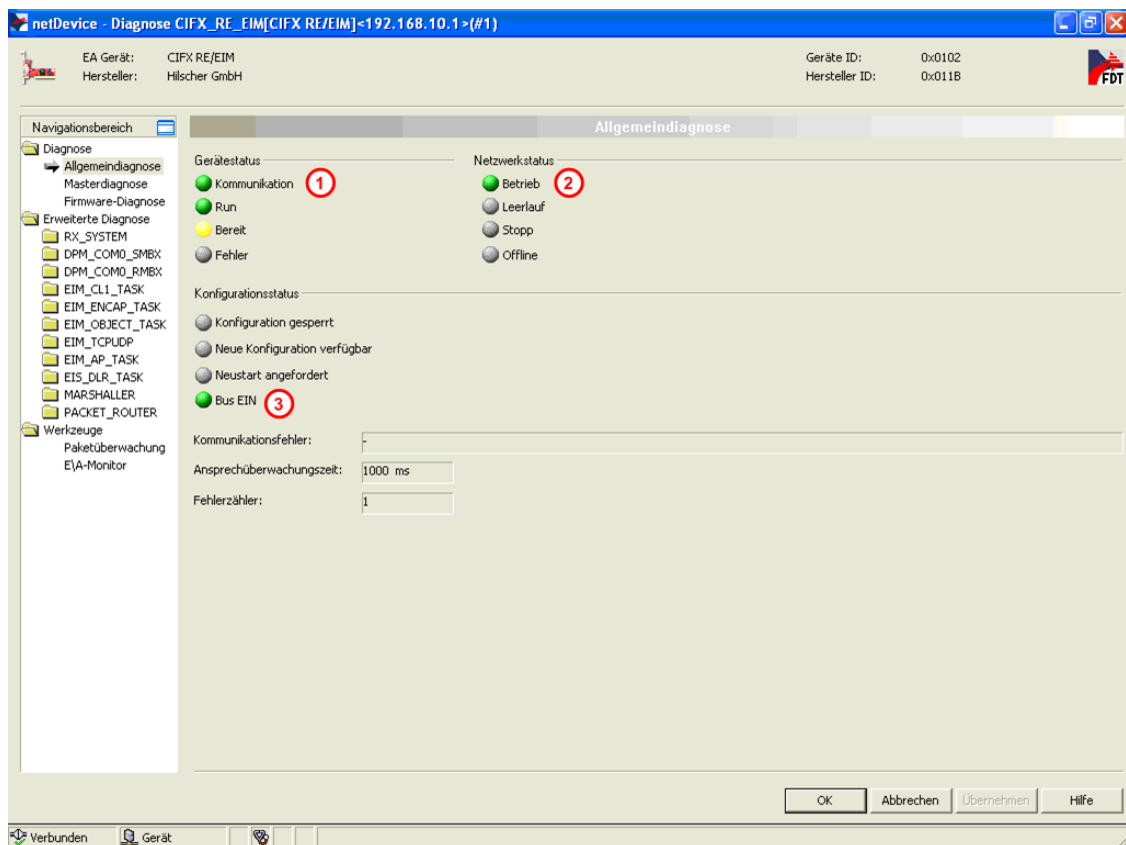 netDevice - Diagnose CIFX_RE_EIM[CIFX RE/EIM]<192.168.10.1>(#1)
EA Gerät: CIFX RE/EIM
Hersteller: Hilscher GmbH
Geräte ID: 0x0102
Hersteller ID: 0x011B
FDT
Navigationsbereich
Diagnose
Allgemeindiagnose
Masterdiagnose
Firmware-Diagnose
Erweiterte Diagnose
RX_SYSTEM
DPM_COM0_SMBX
DPM_COM0_RMBX
EIM_CL1_TASK
EIM_ENCAP_TASK
EIM_OBJECT_TASK
EIM_TCPUDP
EIM_AP_TASK
EIS_DLR_TASK
MARSHALLER
PACKET_ROUTER
Werkzeuge
Paketüberwachung
E\A-Monitor
Allgemeindiagnose
Gerätestatus
Kommunikation 1
Run
Bereit
Fehler
Netzwerkstatus
Betrieb 2
Leerlauf
Stopp
Offline
Konfigurationsstatus
Konfiguration gesperrt
Neue Konfiguration verfügbar
Neustart angefordert
Bus EIN 3
Kommunikationsfehler: -
Ansprechüberwachungszeit: 1000 ms
Fehlerzähler: 1
OK Abbrechen Übernehmen Hilfe
Verbunden Gerät